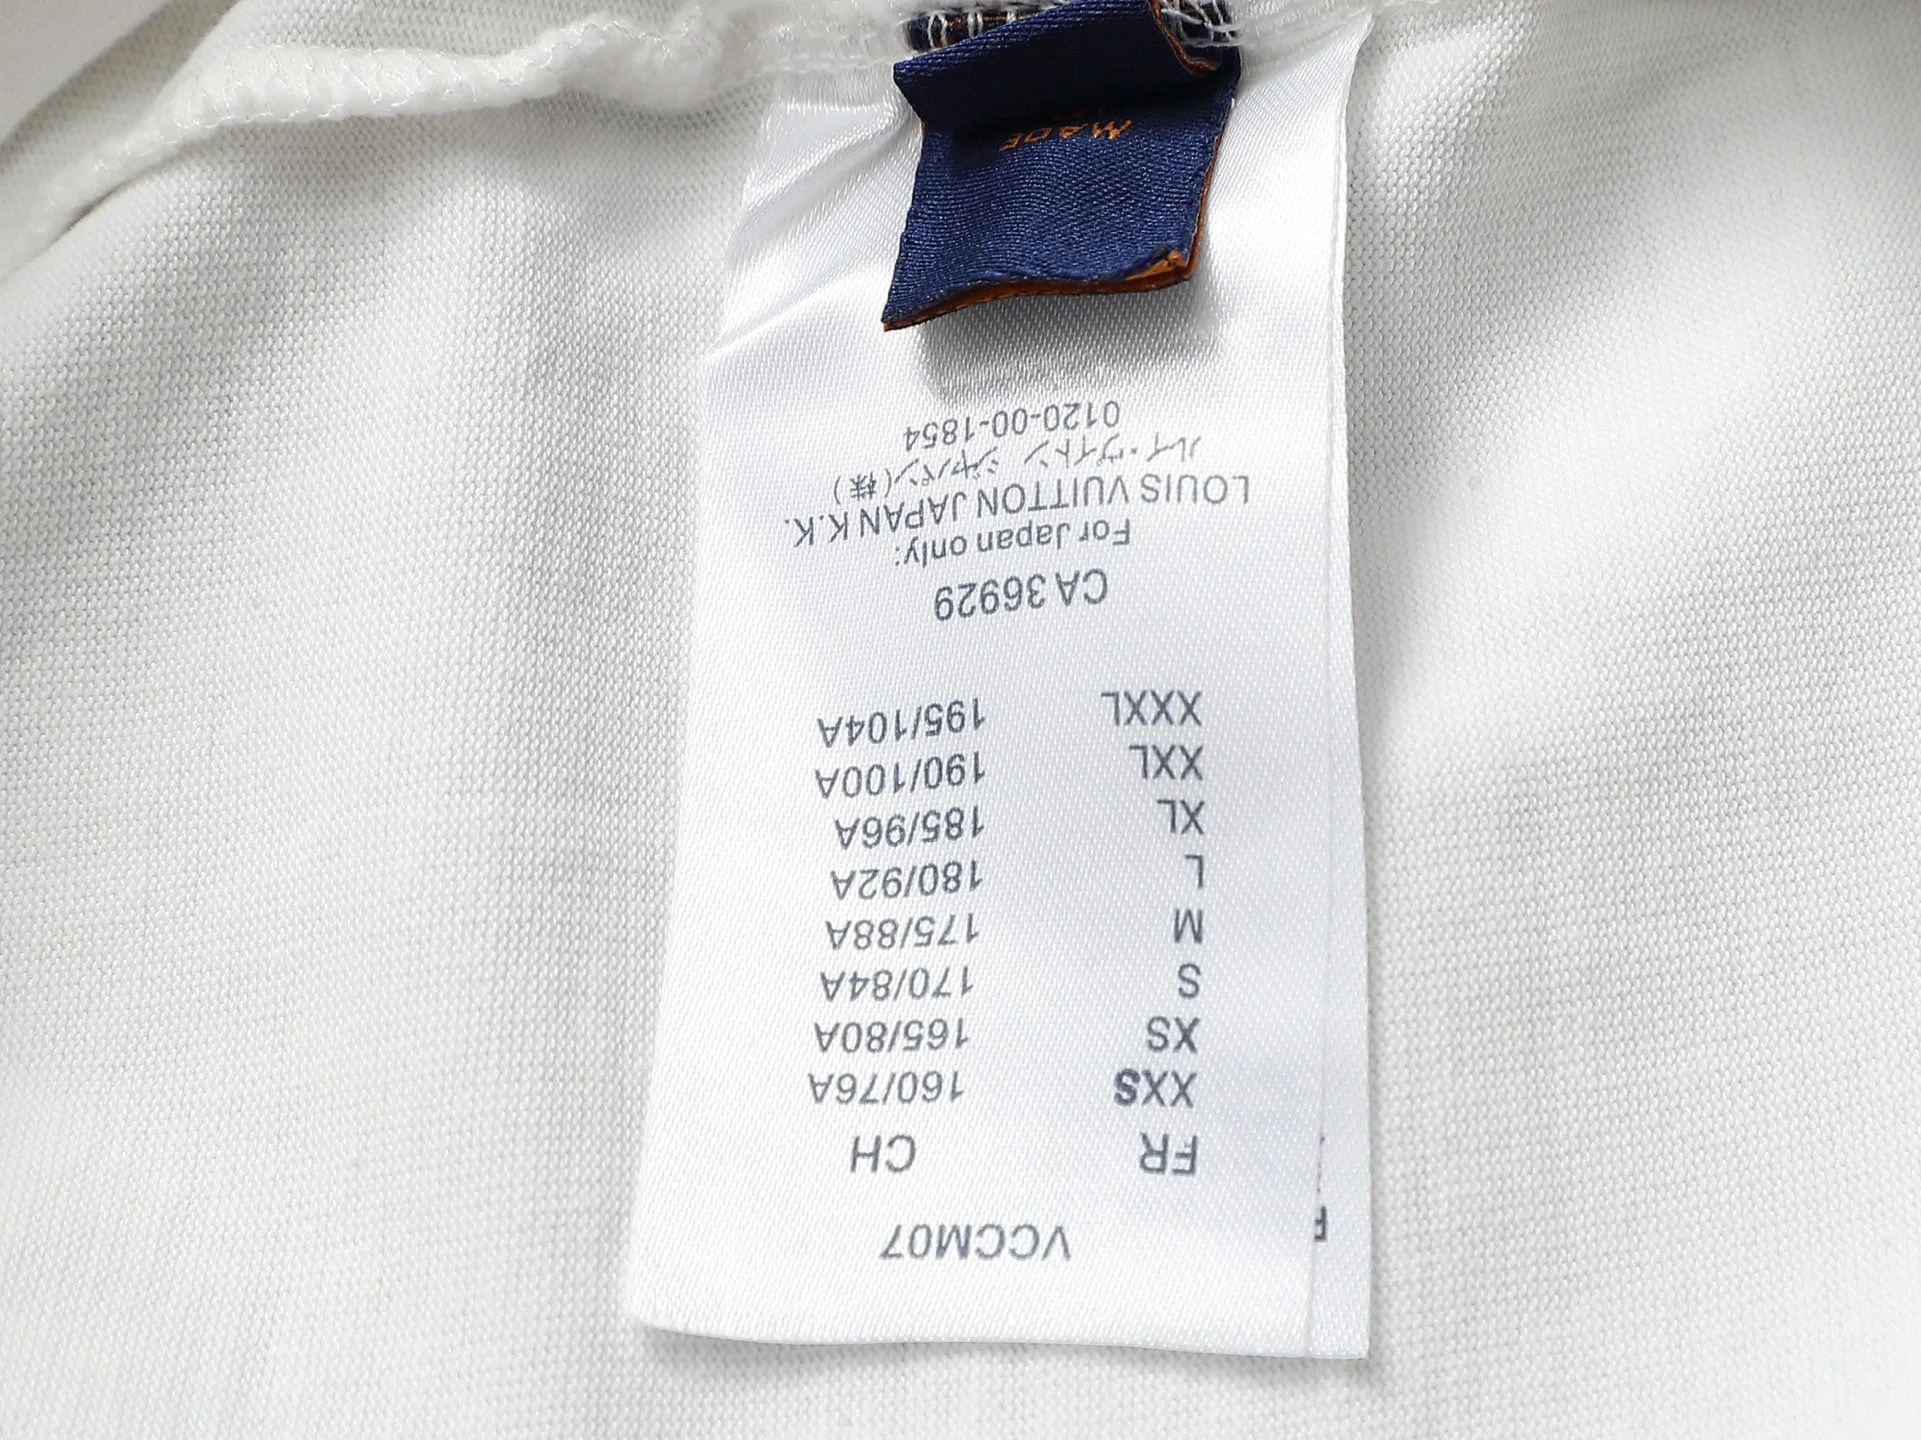 VCCM07
FR CH
XXS 160/76A
XS 165/80A
S 170/84A
M 175/88A
L 180/92A
XL 185/96A
XXL 190/100A
XXXL 195/104A
CA 36929
For Japan only:
LOUIS VUITTON JAPAN K.K.
ルイ・ヴィトン ジャパン(株)
0120-00-1854
MADE